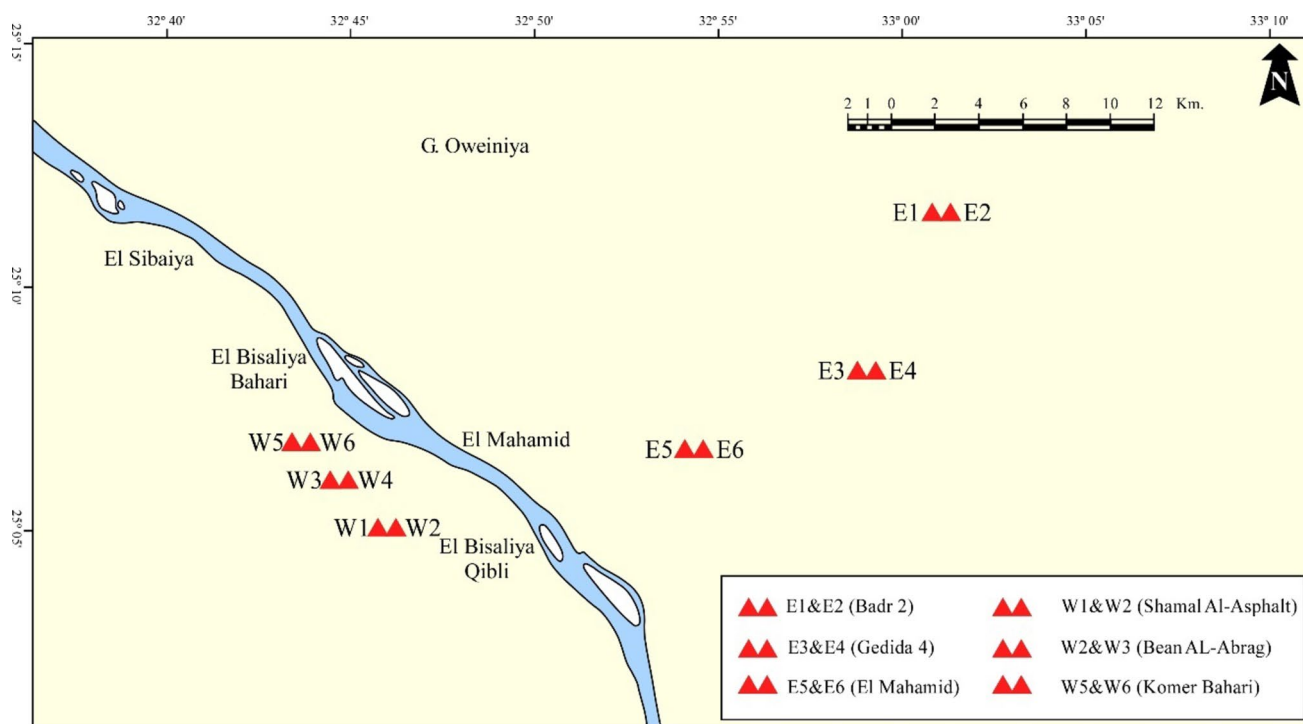 32° 40' 32° 45' 32° 50' 32° 55' 33° 00' 33° 05' 33° 10'
25° 15'
N
2 1 0 2 4 6 8 10 12 Km.
G. Oweiniya
E1 E2
El Sibaiya
25° 10'
El Bisaliya
Bahari
E3 E4
El Mahamid
W5 W6
E5 E6
W3 W4
25° 05'
W1 W2
El Bisaliya
Qibli
E1&E2 (Badr 2)
W1&W2 (Shamal Al-Asphalt)
E3&E4 (Gedida 4)
W2&W3 (Bean AL-Abrag)
E5&E6 (El Mahamid)
W5&W6 (Komer Bahari)